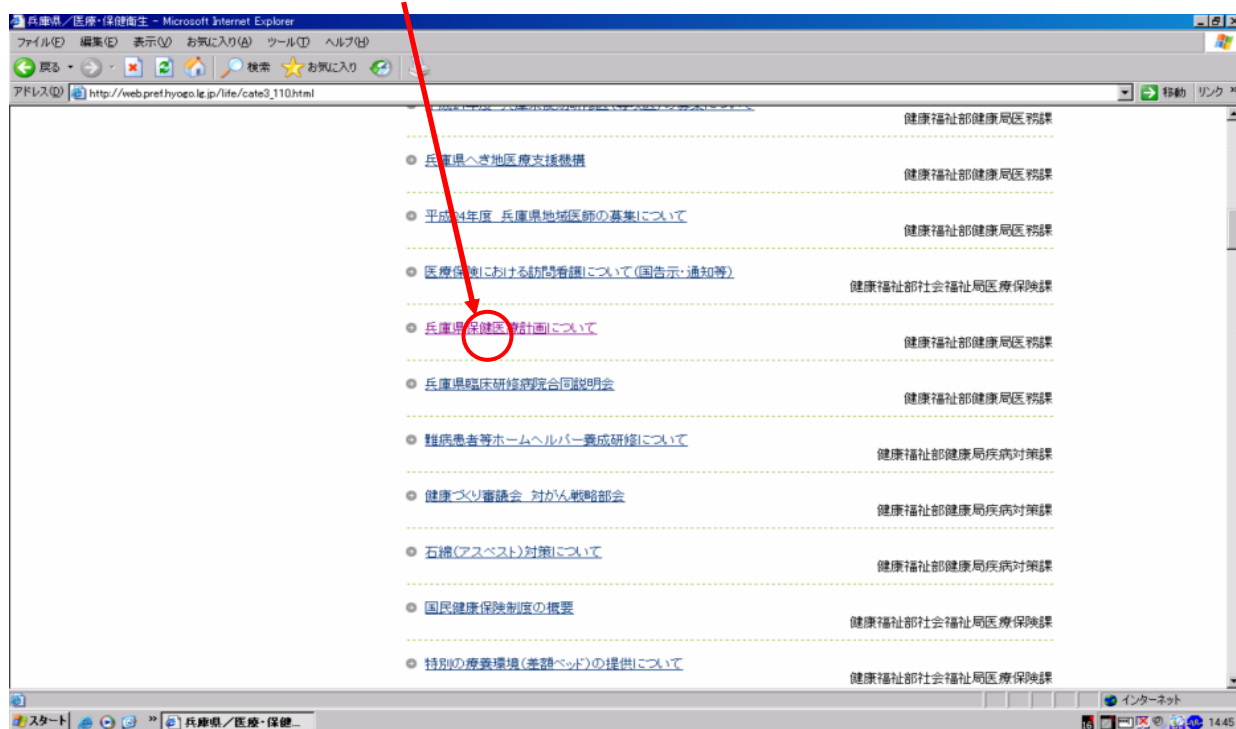 兵庫県／医療・保健衛生 - Microsoft Internet Explorer
ファイル(F) 編集(E) 表示(V) お気に入り(A) ツール(T) ヘルプ(H)
戻る 検索 お気に入り
アドレス(D) http://web.pref.hyogo.lg.jp/life/cate3_110.html 移動 リンク »
健康福祉部健康局医務課
兵庫県へき地医療支援機構
健康福祉部健康局医務課
平成24年度 兵庫県地域医師の募集について
健康福祉部健康局医務課
医療保険における訪問看護について(国告示・通知等)
健康福祉部社会福祉局医療保険課
兵庫県保健医療計画について
健康福祉部健康局医務課
兵庫県臨床研修病院合同説明会
健康福祉部健康局医務課
難病患者等ホームヘルパー養成研修について
健康福祉部健康局疾病対策課
健康づくり審議会 対がん戦略部会
健康福祉部健康局疾病対策課
石綿(アスベスト)対策について
健康福祉部健康局疾病対策課
国民健康保険制度の概要
健康福祉部社会福祉局医療保険課
特別の療養環境(差額ベッド)の提供について
健康福祉部社会福祉局医療保険課
インターネット
スタート » 兵庫県／医療・保健... 16 14:45